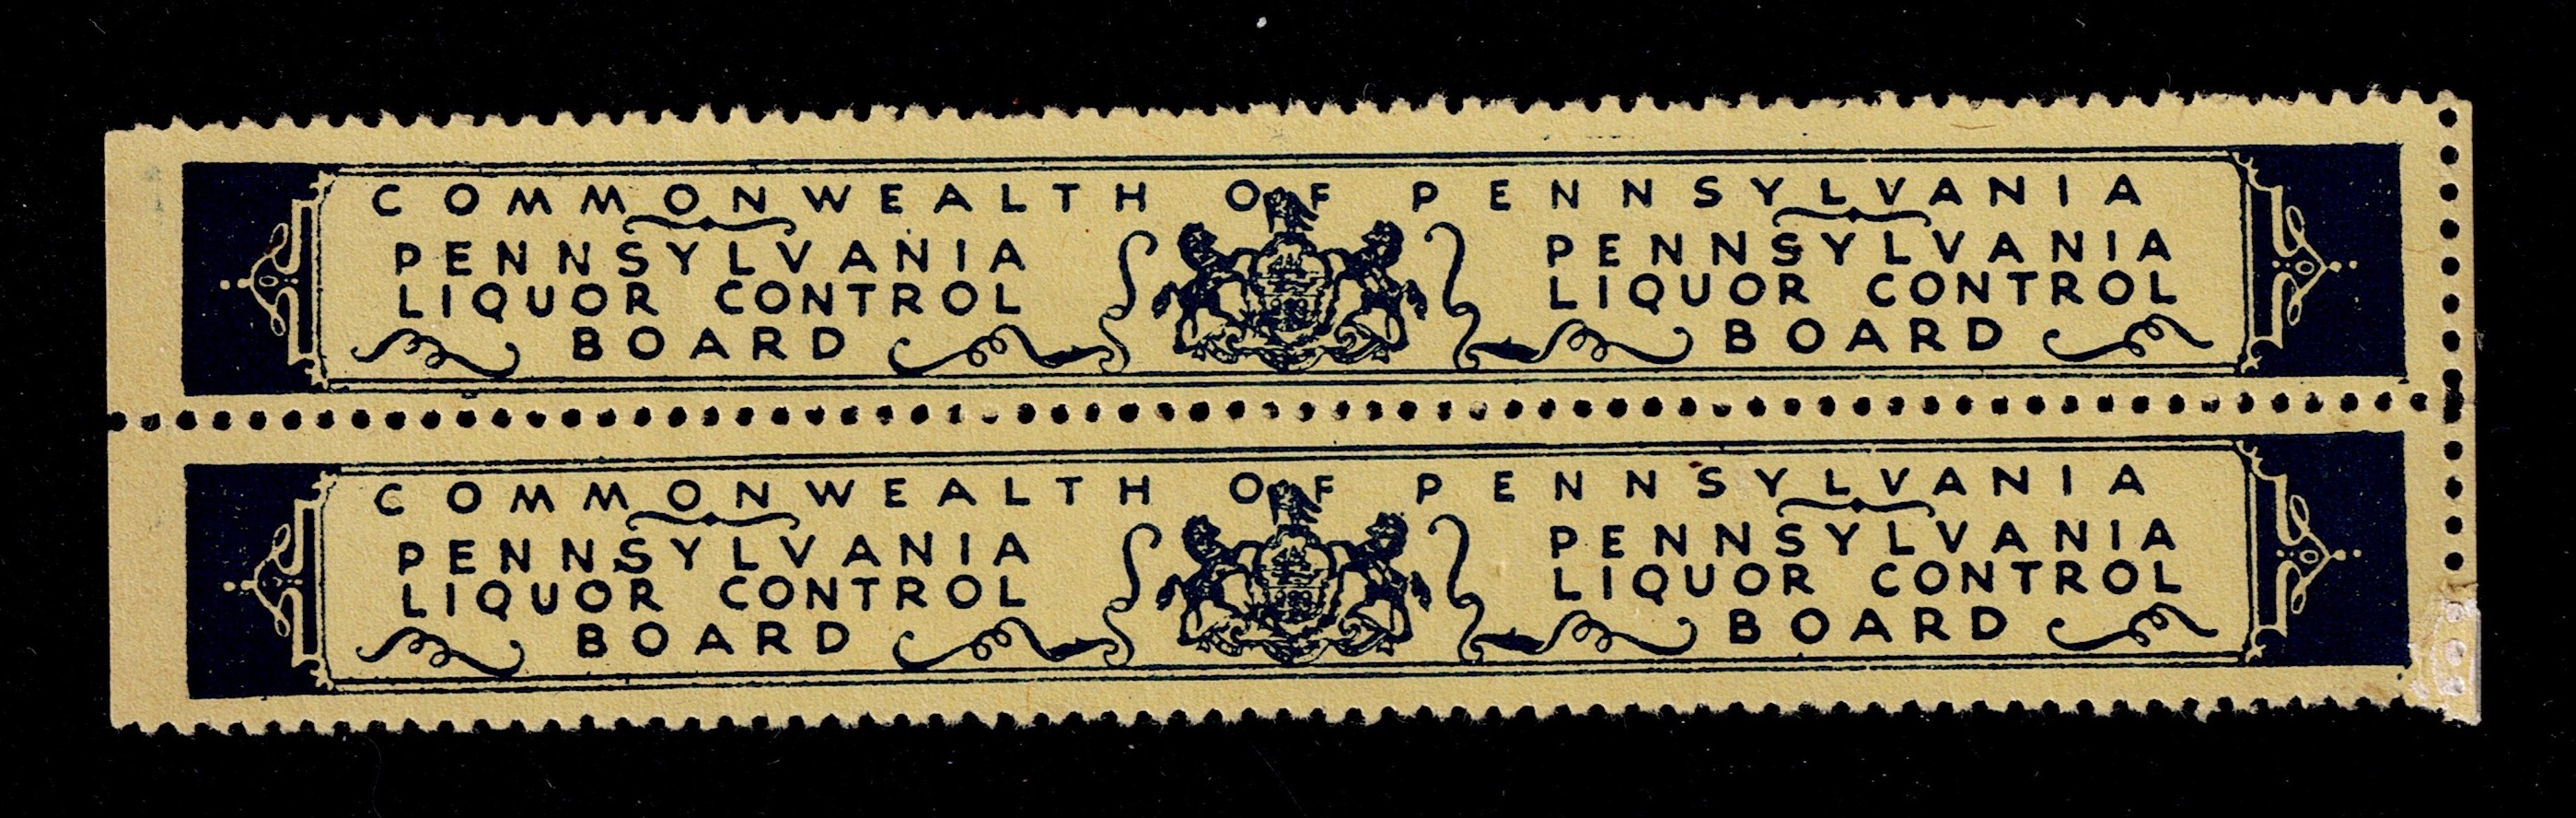 COMMONWEALTH OF PENNSYLVANIA
PENNSYLVANIA PENNSYLVANIA
LIQUOR CONTROL LIQUOR CONTROL
BOARD BOARD
COMMONWEALTH OF PENNSYLVANIA
PENNSYLVANIA PENNSYLVANIA
LIQUOR CONTROL LIQUOR CONTROL
BOARD BOARD